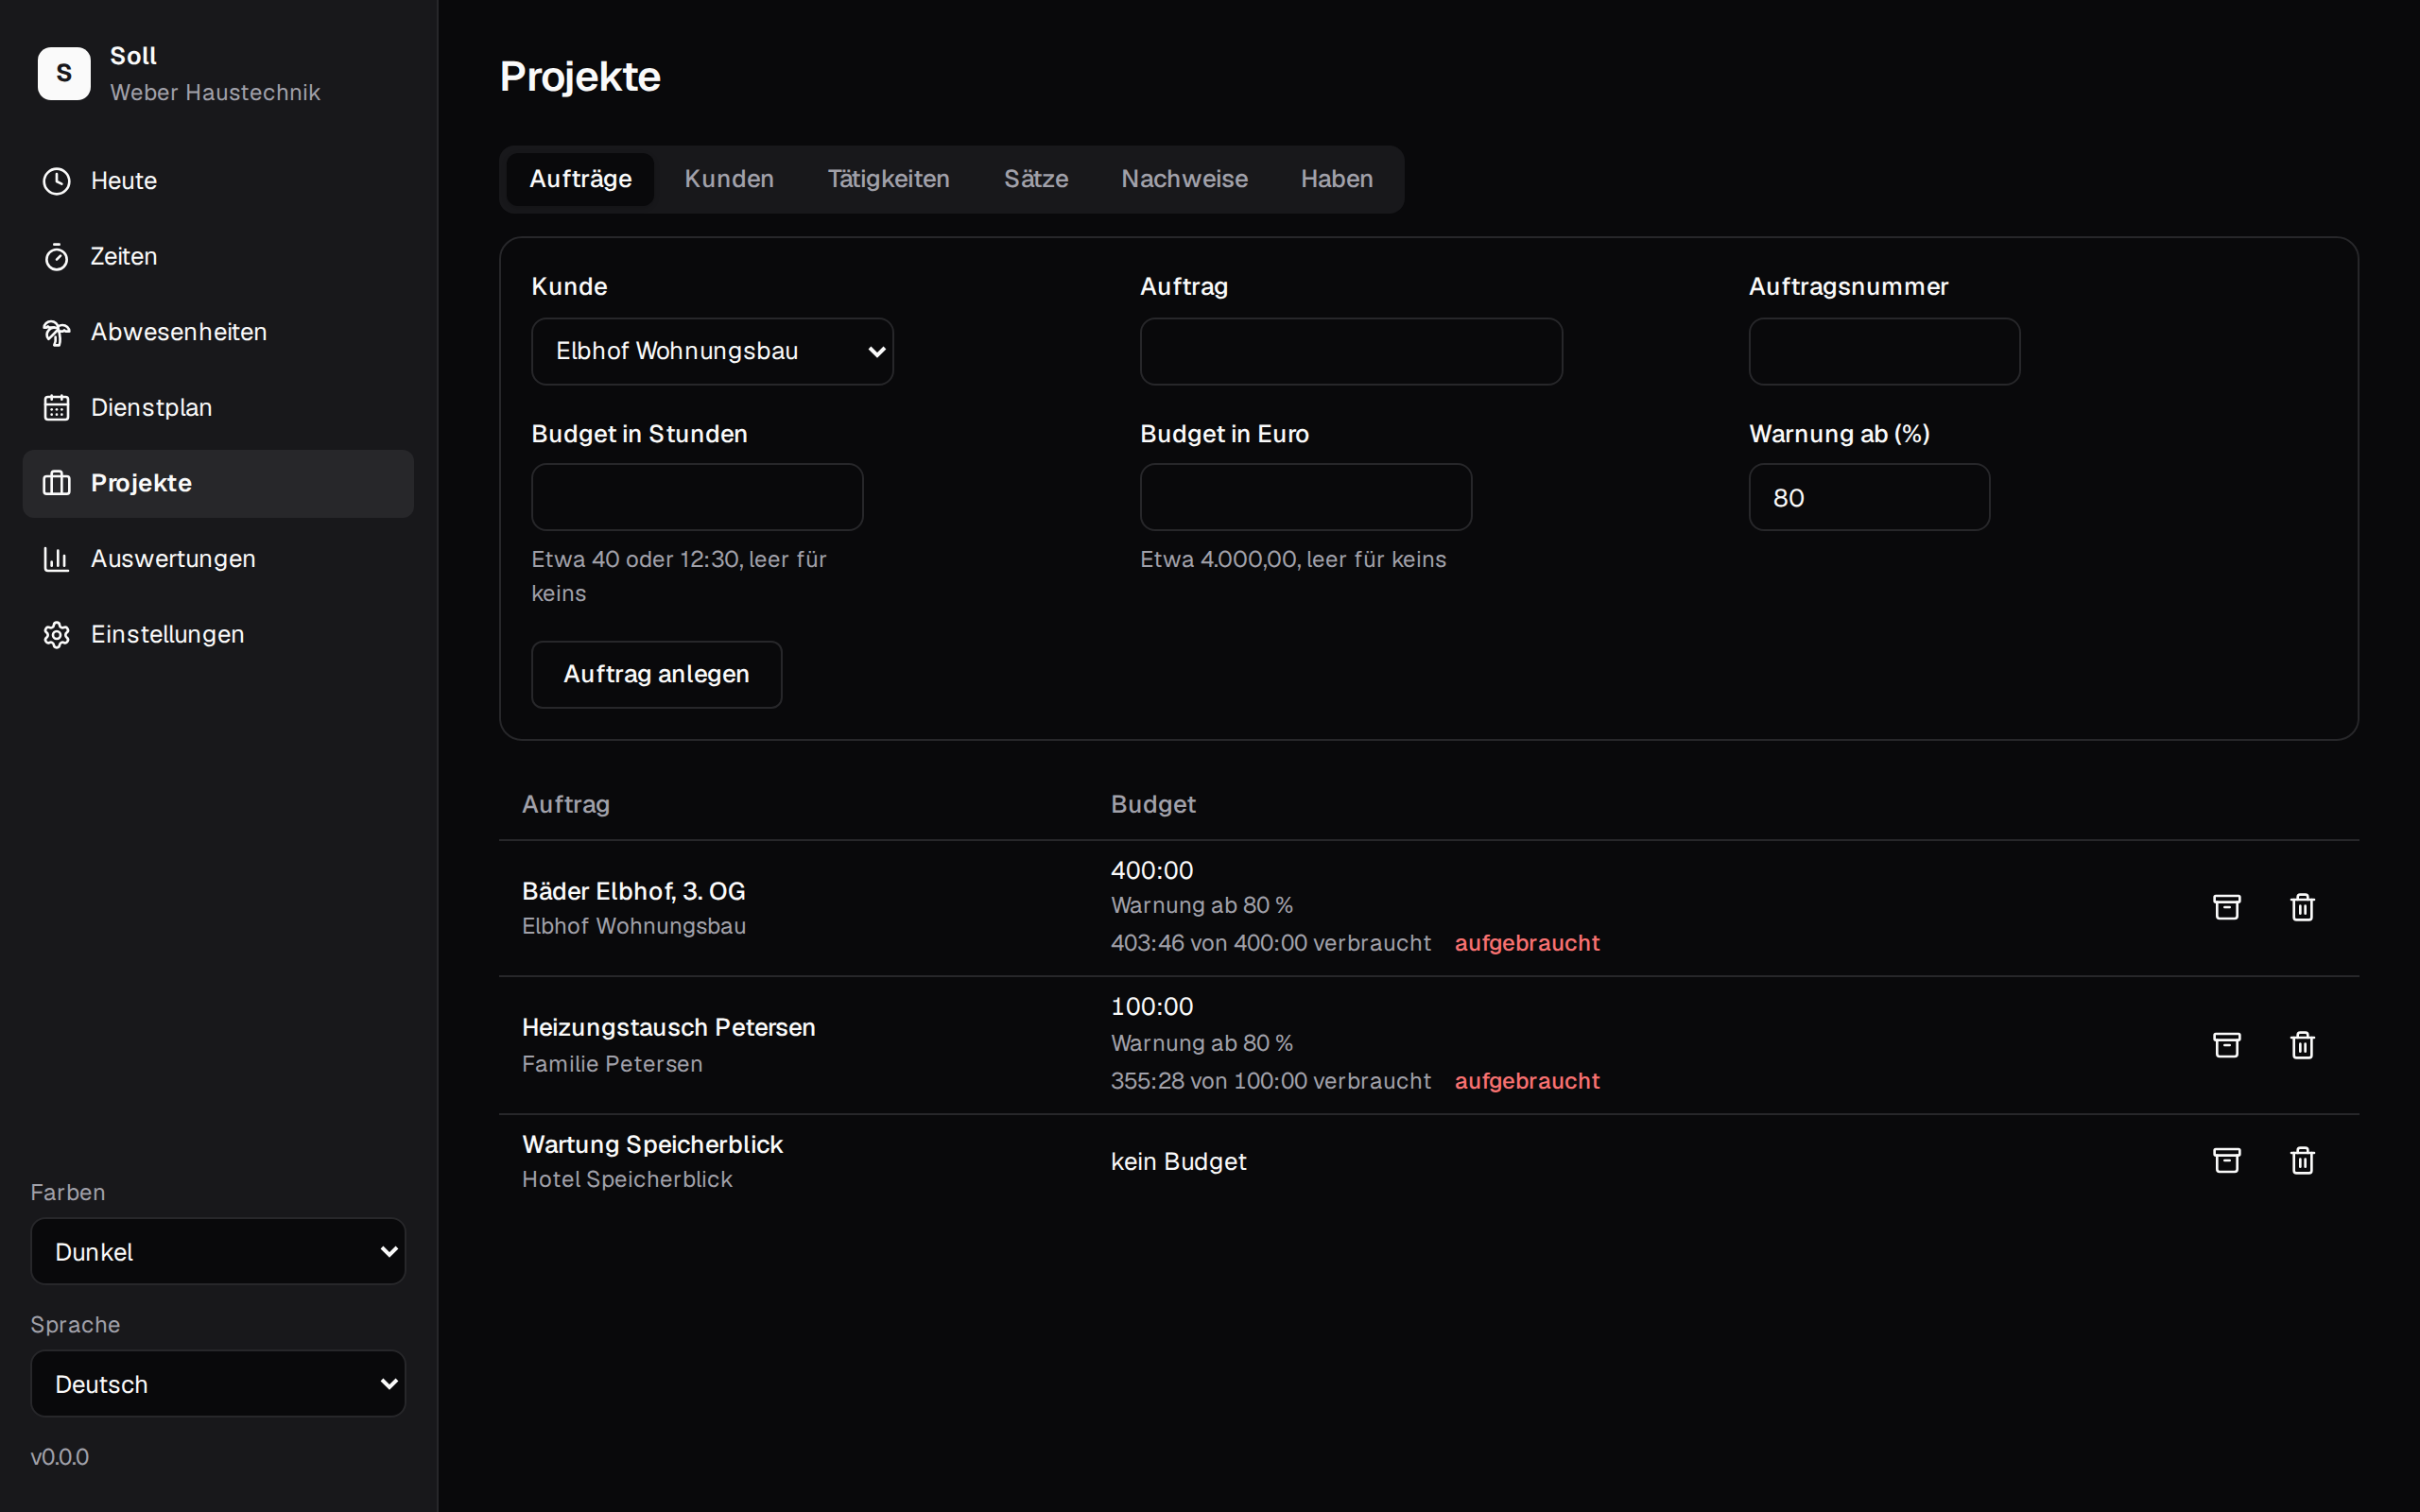 S
Soll
Weber Haustechnik
Heute
Zeiten
Abwesenheiten
Dienstplan
Projekte
Auswertungen
Einstellungen
Farben
Dunkel
Sprache
Deutsch
v0.0.0
Projekte
Aufträge Kunden Tätigkeiten Sätze Nachweise Haben
Kunde Auftrag Auftragsnummer
Elbhof Wohnungsbau
Budget in Stunden Budget in Euro Warnung ab (%)
80
Etwa 40 oder 12:30, leer für
keins
Etwa 4.000,00, leer für keins
Auftrag anlegen
Auftrag Budget
Bäder Elbhof, 3. OG
Elbhof Wohnungsbau
400:00
Warnung ab 80 %
403:46 von 400:00 verbraucht aufgebraucht
Heizungstausch Petersen
Familie Petersen
100:00
Warnung ab 80 %
355:28 von 100:00 verbraucht aufgebraucht
Wartung Speicherblick
Hotel Speicherblick
kein Budget